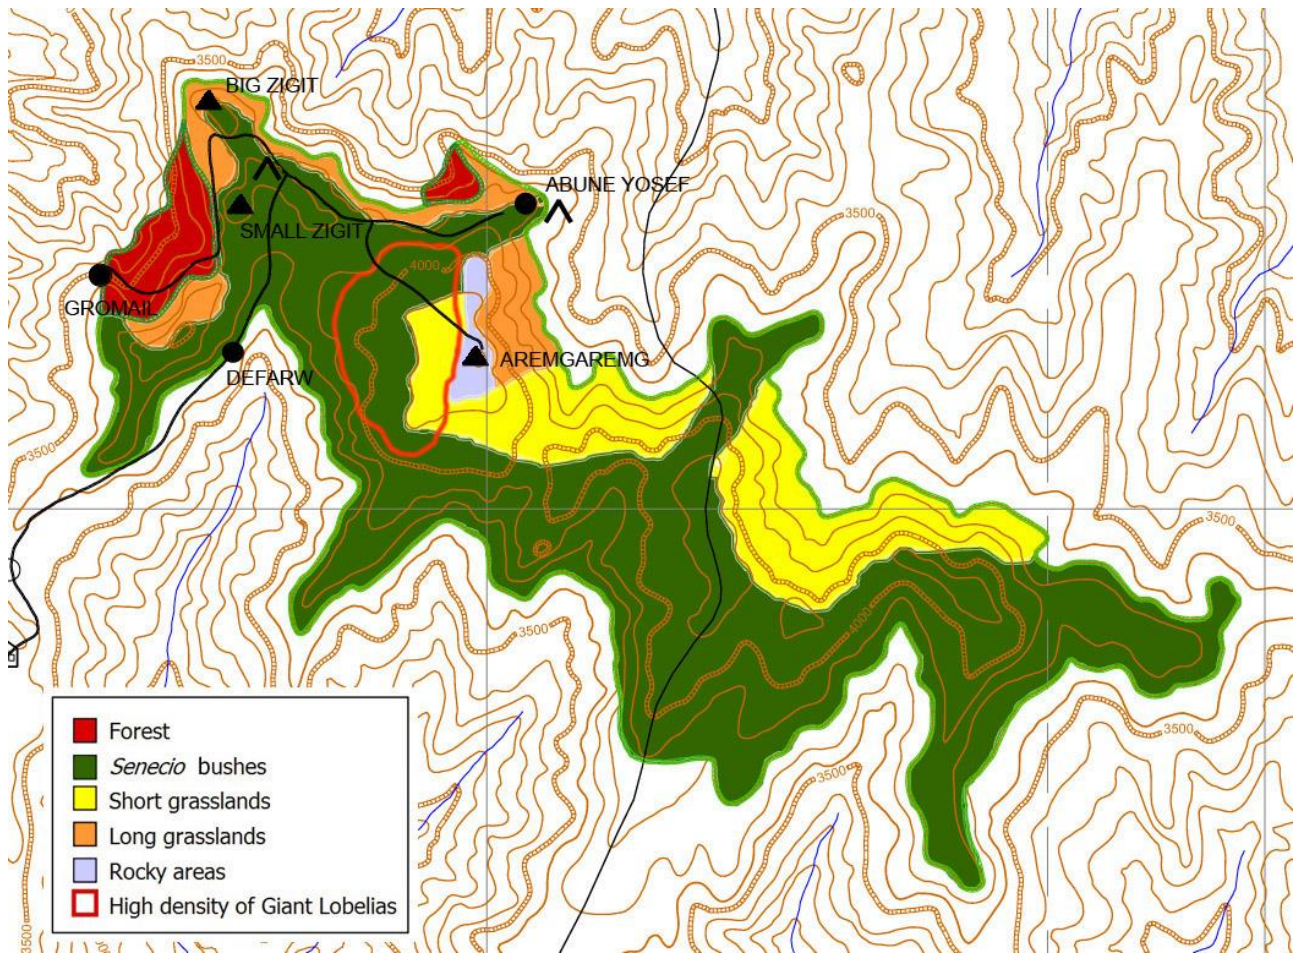 3500
BIG ZIGIT
ABUNE YOSEF
3500
SMALL ZIGIT
4000
GROMAIL
AREMGAREMG
DEFARW
3500
3500
4000
3500
3500
3500
3500
Forest
Senecio bushes
Short grasslands
Long grasslands
Rocky areas
High density of Giant Lobelias